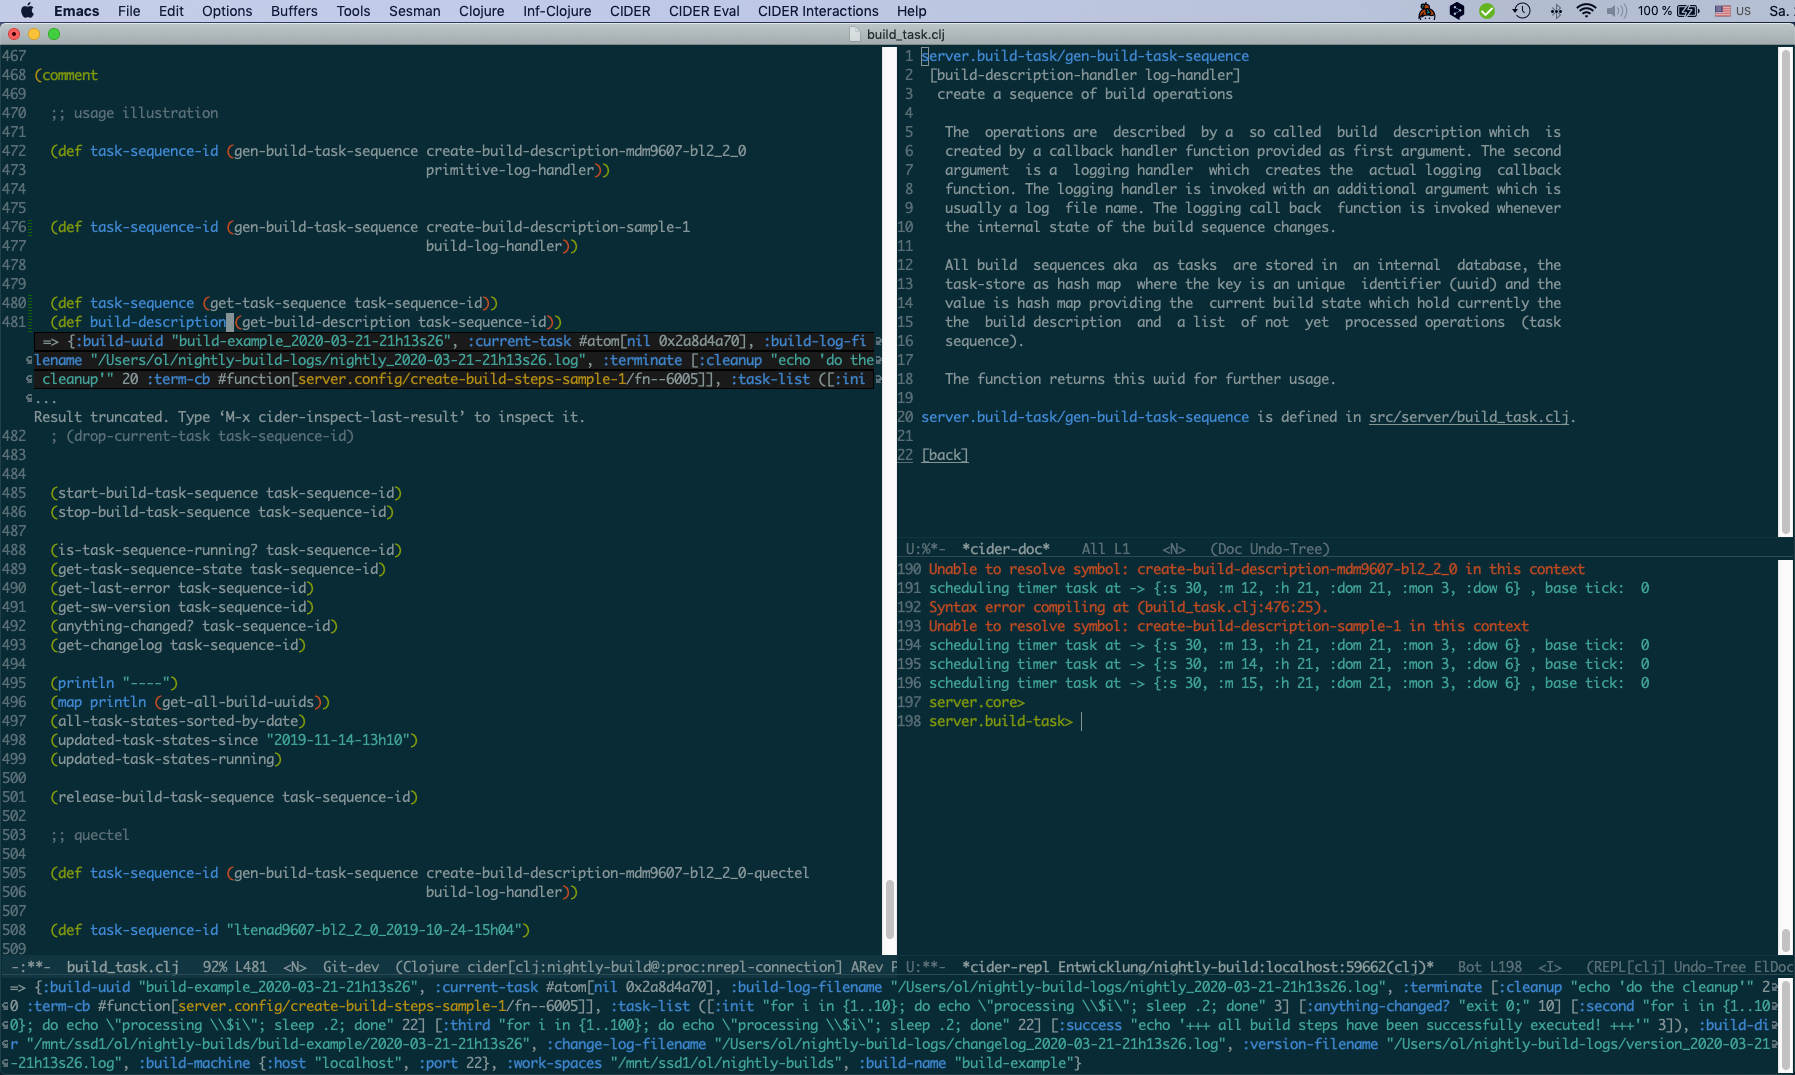 Emacs File Edit Options Buffers Tools Sesman Clojure Inf-Clojure CIDER CIDER Eval CIDER Interactions Help 100 % US Sa.
build_task.clj
467
468 (comment
469
470 ;; usage illustration
471
472 (def task-sequence-id (gen-build-task-sequence create-build-description-mdm9607-bl2_2_0
473 primitive-log-handler))
474
475
476 (def task-sequence-id (gen-build-task-sequence create-build-description-sample-1
477 build-log-handler))
478
479
480 (def task-sequence (get-task-sequence task-sequence-id))
481 (def build-description (get-build-description task-sequence-id))
=> {:build-uuid "build-example_2020-03-21-21h13s26", :current-task #atom[nil 0x2a8d4a70], :build-log-fi
lename "/Users/ol/nightly-build-logs/nightly_2020-03-21-21h13s26.log", :terminate [:cleanup "echo 'do the
cleanup'" 20 :term-cb #function[server.config/create-build-steps-sample-1/fn--6005]], :task-list ([:ini
...
Result truncated. Type ‘M-x cider-inspect-last-result’ to inspect it.
482 ; (drop-current-task task-sequence-id)
483
484
485 (start-build-task-sequence task-sequence-id)
486 (stop-build-task-sequence task-sequence-id)
487
488 (is-task-sequence-running? task-sequence-id)
489 (get-task-sequence-state task-sequence-id)
490 (get-last-error task-sequence-id)
491 (get-sw-version task-sequence-id)
492 (anything-changed? task-sequence-id)
493 (get-changelog task-sequence-id)
494
495 (println "----")
496 (map println (get-all-build-uuids))
497 (all-task-states-sorted-by-date)
498 (updated-task-states-since "2019-11-14-13h10")
499 (updated-task-states-running)
500
501 (release-build-task-sequence task-sequence-id)
502
503 ;; quectel
504
505 (def task-sequence-id (gen-build-task-sequence create-build-description-mdm9607-bl2_2_0-quectel
506 build-log-handler))
507
508 (def task-sequence-id "ltenad9607-bl2_2_0_2019-10-24-15h04")
509
-:**- build_task.clj 92% L481 <N> Git-dev (Clojure cider[clj:nightly-build@:proc:nrepl-connection] ARev P
1 server.build-task/gen-build-task-sequence
2 [build-description-handler log-handler]
3 create a sequence of build operations
4
5 The operations are described by a so called build description which is
6 created by a callback handler function provided as first argument. The second
7 argument is a logging handler which creates the actual logging callback
8 function. The logging handler is invoked with an additional argument which is
9 usually a log file name. The logging call back function is invoked whenever
10 the internal state of the build sequence changes.
11
12 All build sequences aka as tasks are stored in an internal database, the
13 task-store as hash map where the key is an unique identifier (uuid) and the
14 value is hash map providing the current build state which hold currently the
15 the build description and a list of not yet processed operations (task
16 sequence).
17
18 The function returns this uuid for further usage.
19
20 server.build-task/gen-build-task-sequence is defined in src/server/build_task.clj.
21
22 [back]
U:%*- *cider-doc* All L1 <N> (Doc Undo-Tree)
190 Unable to resolve symbol: create-build-description-mdm9607-bl2_2_0 in this context
191 scheduling timer task at -> {:s 30, :m 12, :h 21, :dom 21, :mon 3, :dow 6} , base tick: 0
192 Syntax error compiling at (build_task.clj:476:25).
193 Unable to resolve symbol: create-build-description-sample-1 in this context
194 scheduling timer task at -> {:s 30, :m 13, :h 21, :dom 21, :mon 3, :dow 6} , base tick: 0
195 scheduling timer task at -> {:s 30, :m 14, :h 21, :dom 21, :mon 3, :dow 6} , base tick: 0
196 scheduling timer task at -> {:s 30, :m 15, :h 21, :dom 21, :mon 3, :dow 6} , base tick: 0
197 server.core>
198 server.build-task>
U:**- *cider-repl Entwicklung/nightly-build:localhost:59662(clj)* Bot L198 <I> (REPL[clj] Undo-Tree ElDoc
=> {:build-uuid "build-example_2020-03-21-21h13s26", :current-task #atom[nil 0x2a8d4a70], :build-log-filename "/Users/ol/nightly-build-logs/nightly_2020-03-21-21h13s26.log", :terminate [:cleanup "echo 'do the cleanup'" 2
0 :term-cb #function[server.config/create-build-steps-sample-1/fn--6005]], :task-list ([:init "for i in {1..10}; do echo \"processing \\$i\"; sleep .2; done" 3] [:anything-changed? "exit 0;" 10] [:second "for i in {1..10
0}; do echo \"processing \\$i\"; sleep .2; done" 22] [:third "for i in {1..100}; do echo \"processing \\$i\"; sleep .2; done" 22] [:success "echo '+++ all build steps have been successfully executed! +++'" 3]), :build-di
r "/mnt/ssd1/ol/nightly-builds/build-example/2020-03-21-21h13s26", :change-log-filename "/Users/ol/nightly-build-logs/changelog_2020-03-21-21h13s26.log", :version-filename "/Users/ol/nightly-build-logs/version_2020-03-21
-21h13s26.log", :build-machine {:host "localhost", :port 22}, :work-spaces "/mnt/ssd1/ol/nightly-builds", :build-name "build-example"}